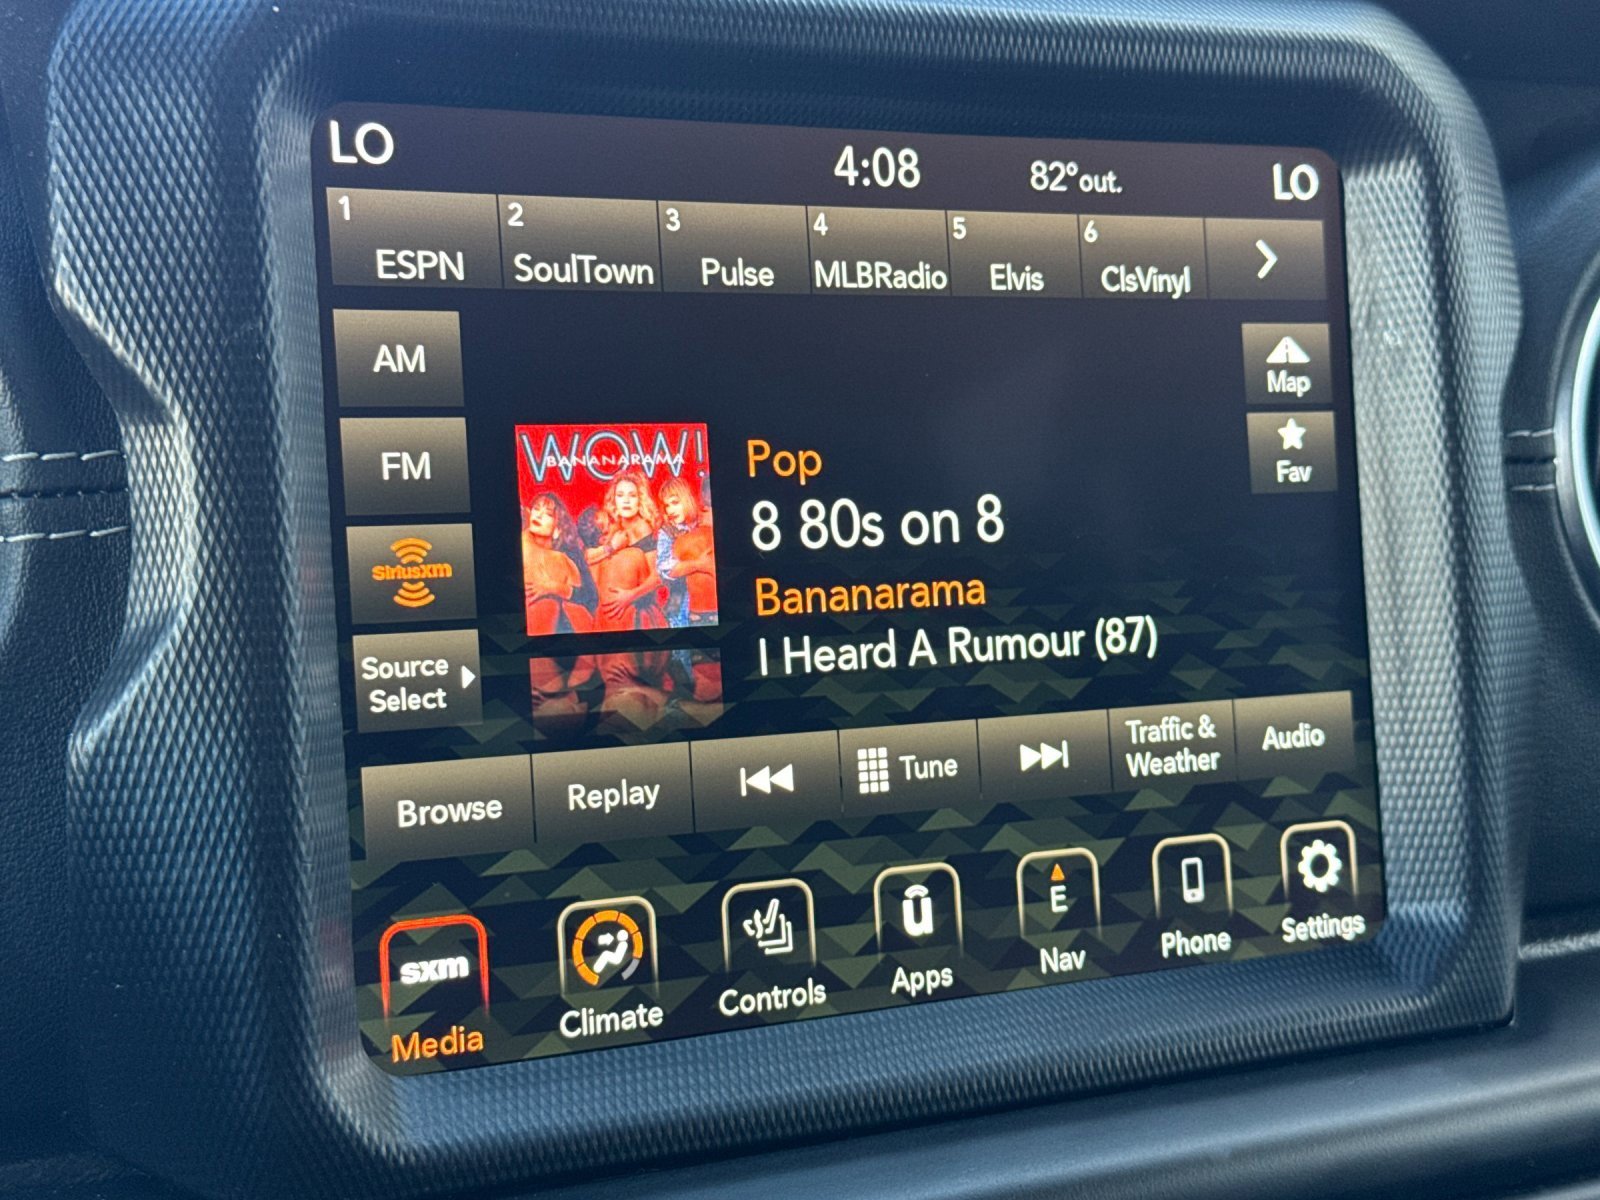 LO
4:08
82°out.
LO
1
ESPN
2
SoulTown
3
Pulse
4
MLBRadio
5
Elvis
6
ClsVinyl
AM
FM
SiriusXM
Source
Select
Map
Fav
WOW!
BANANARAMA
Pop
8 80s on 8
Bananarama
I Heard A Rumour (87)
Browse
Replay
Tune
Traffic &
Weather
Audio
sxm
Media
Climate
Controls
u
Apps
E
Nav
Phone
Settings